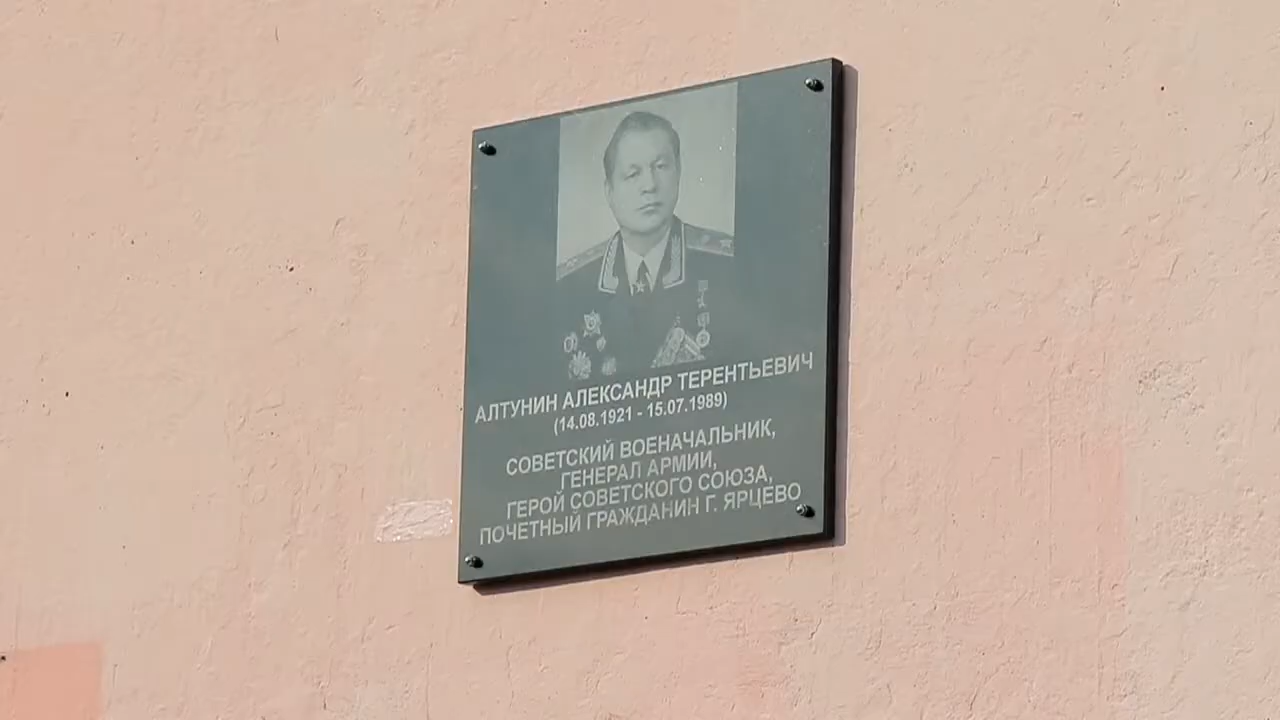 АЛТУНИН АЛЕКСАНДР ТЕРЕНТЬЕВИЧ
(14.08.1921 - 15.07.1989)
СОВЕТСКИЙ ВОЕНАЧАЛЬНИК,
ГЕНЕРАЛ АРМИИ,
ГЕРОЙ СОВЕТСКОГО СОЮЗА,
ПОЧЕТНЫЙ ГРАЖДАНИН Г. ЯРЦЕВО